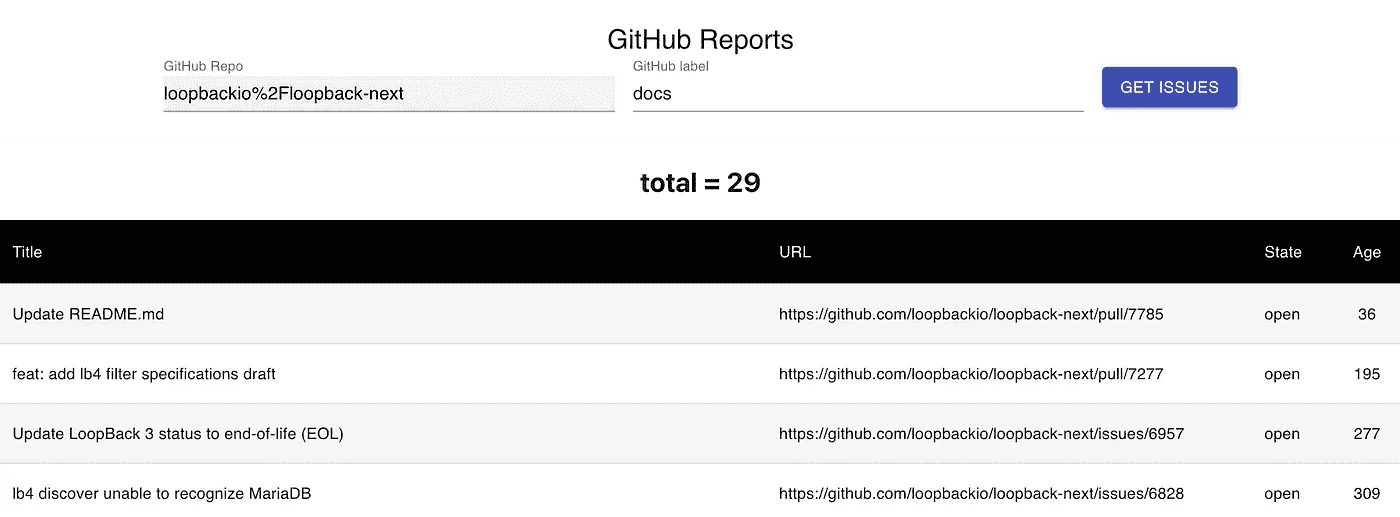 GitHub Reports
GitHub Repo GitHub label
loopbackio%2Floopback-next docs GET ISSUES
total = 29
Title URL State Age
Update README.md https://github.com/loopbackio/loopback-next/pull/7785 open 36
feat: add lb4 filter specifications draft https://github.com/loopbackio/loopback-next/pull/7277 open 195
Update LoopBack 3 status to end-of-life (EOL) https://github.com/loopbackio/loopback-next/issues/6957 open 277
lb4 discover unable to recognize MariaDB https://github.com/loopbackio/loopback-next/issues/6828 open 309